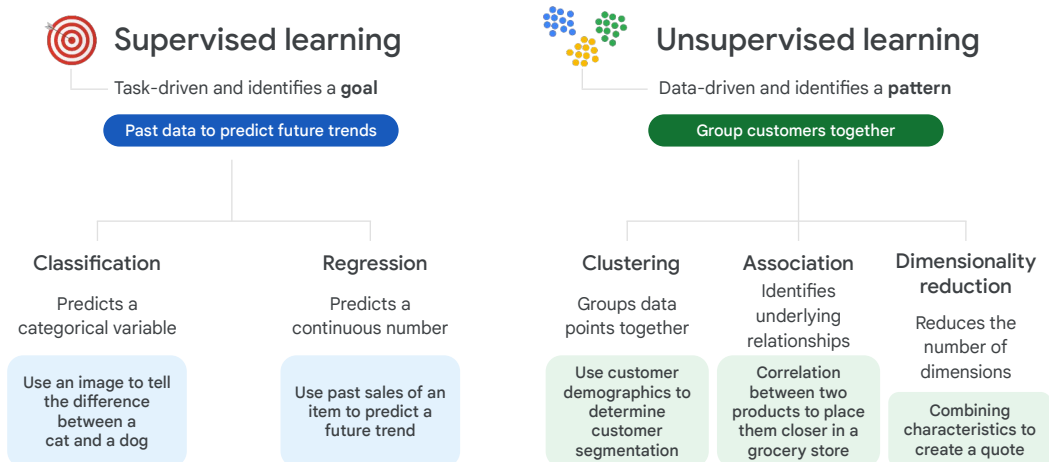 Supervised learning
Task-driven and identifies a goal
Past data to predict future trends
Classification
Predicts a
categorical variable
Use an image to tell
the difference
between a
cat and a dog
Regression
Predicts a
continuous number
Use past sales of an
item to predict a
future trend
Unsupervised learning
Data-driven and identifies a pattern
Group customers together
Clustering
Groups data
points together
Use customer
demographics to
determine
customer
segmentation
Association
Identifies
underlying
relationships
Correlation
between two
products to place
them closer in a
grocery store
Dimensionality
reduction
Reduces the
number of
dimensions
Combining
characteristics to
create a quote